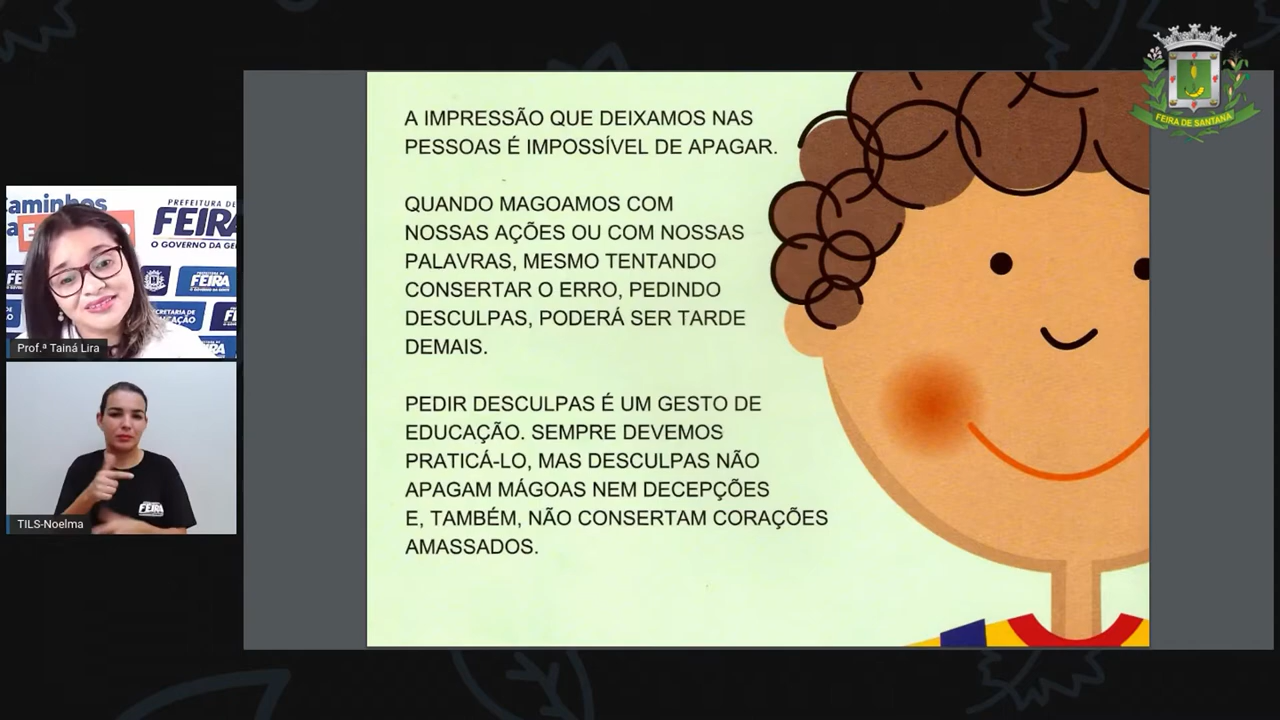 A IMPRESSÃO QUE DEIXAMOS NAS
PESSOAS É IMPOSSÍVEL DE APAGAR.
QUANDO MAGOAMOS COM
NOSSAS AÇÕES OU COM NOSSAS
PALAVRAS, MESMO TENTANDO
CONSERTAR O ERRO, PEDINDO
DESCULPAS, PODERÁ SER TARDE
DEMAIS.
PEDIR DESCULPAS É UM GESTO DE
EDUCAÇÃO. SEMPRE DEVEMOS
PRATICÁ-LO, MAS DESCULPAS NÃO
APAGAM MÁGOAS NEM DECEPÇÕES
E, TAMBÉM, NÃO CONSERTAM CORAÇÕES
AMASSADOS.
FEIRA DE SANTANA
PREFEITURA DE
FEIRA
O GOVERNO DA
FEIRA
Prof.ª Tainá Lira
FEIRA
TILS-Noelma